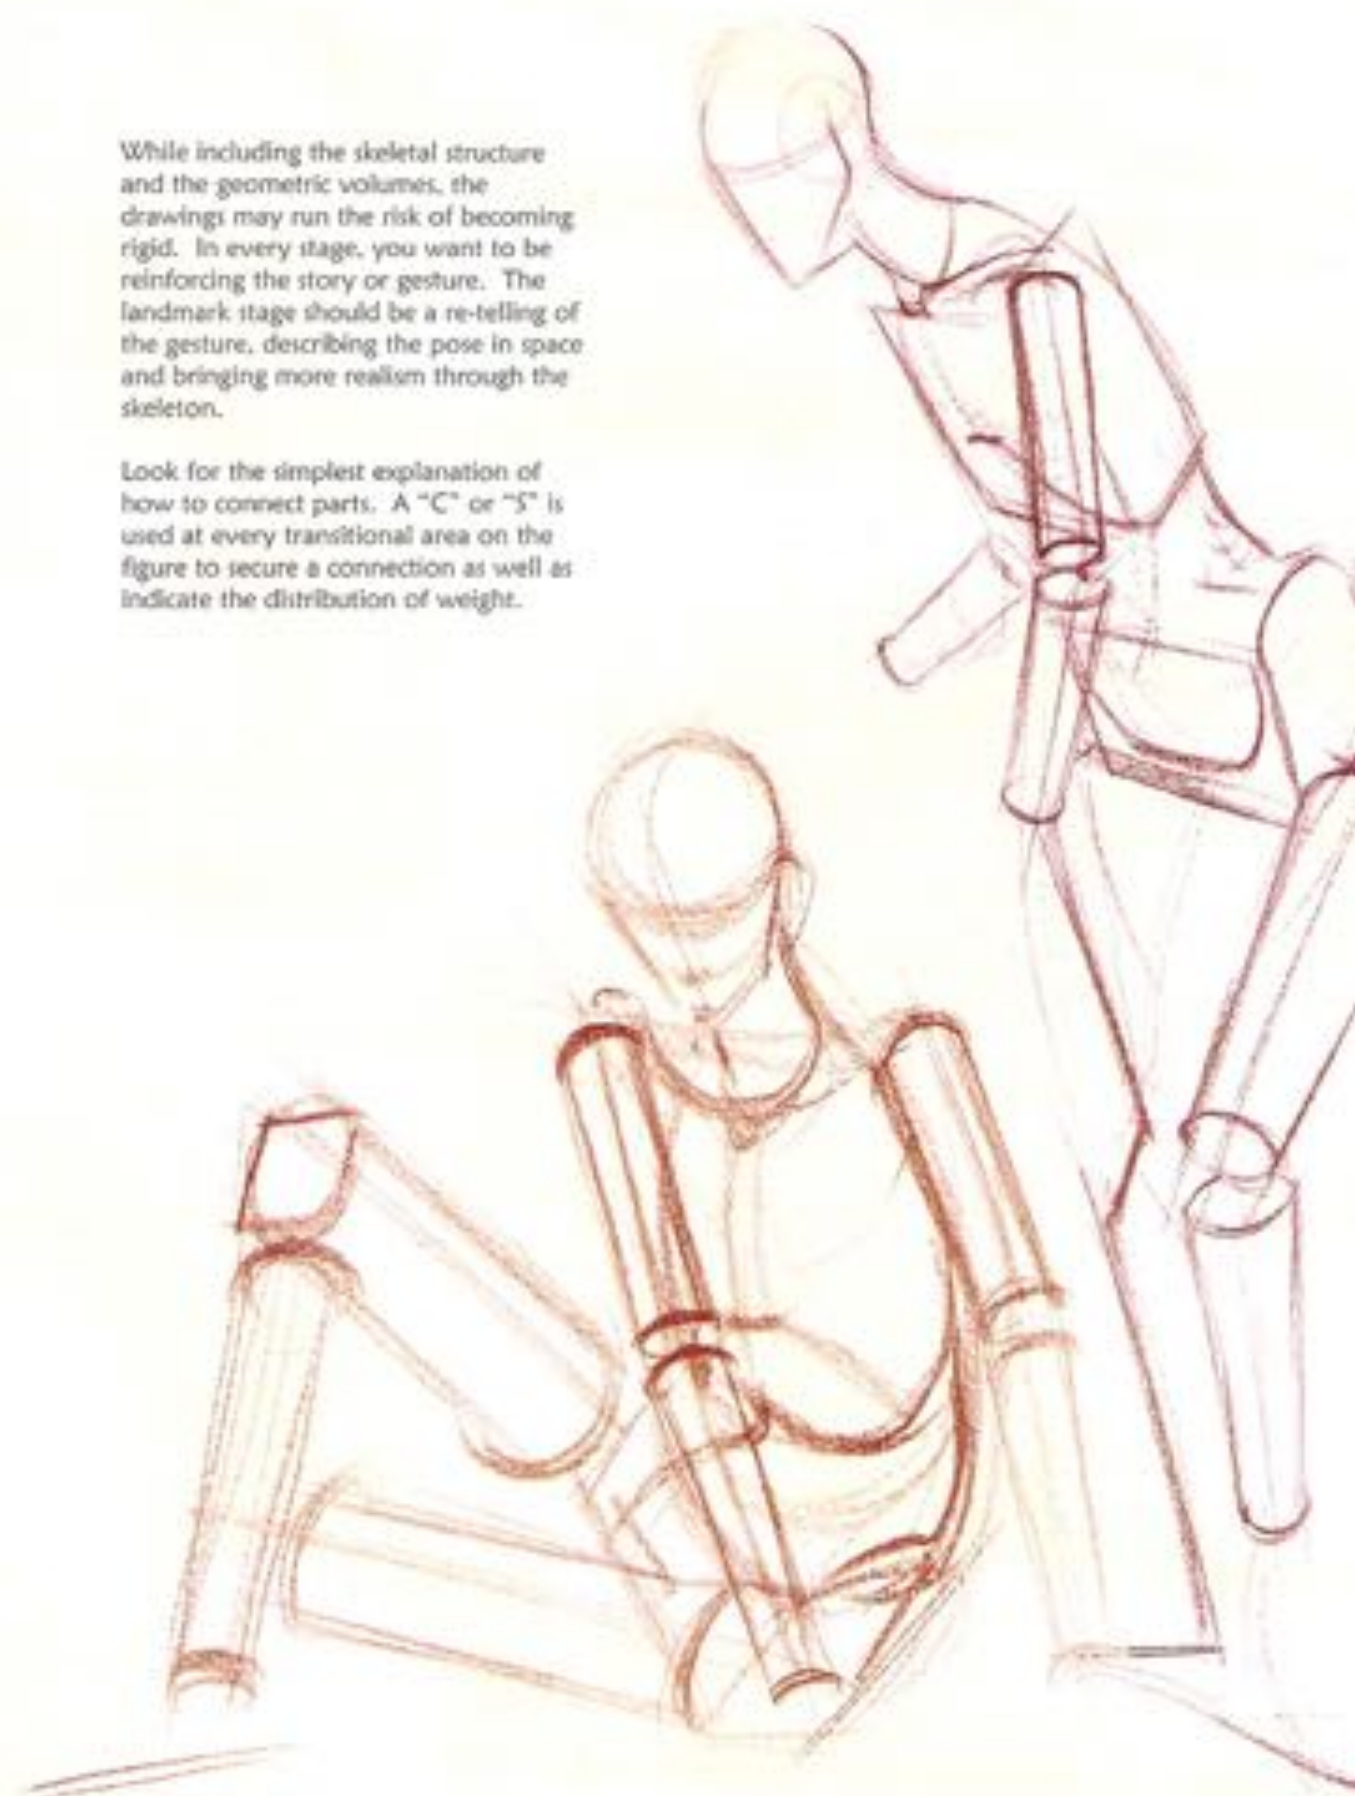 While including the skeletal structure
and the geometric volumes, the
drawings may run the risk of becoming
rigid.  In every stage, you want to be
reinforcing the story or gesture.  The
landmark stage should be a re-telling of
the gesture, describing the pose in space
and bringing more realism through the
skeleton.

Look for the simplest explanation of
how to connect parts.  A “C” or “S” is
used at every transitional area on the
figure to secure a connection as well as
indicate the distribution of weight.